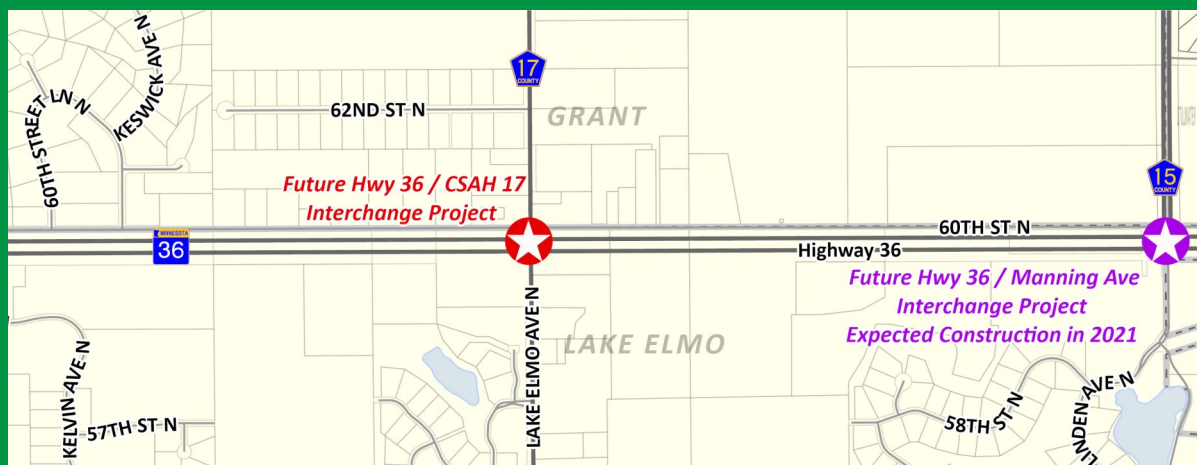 KESWICK AVE N
60TH STREET LN N
17
COUNTY
62ND ST N
GRANT
STILLWATER
15
COUNTY
Future Hwy 36 / CSAH 17
Interchange Project
MINNESOTA
36
60TH ST N
Highway 36
Future Hwy 36 / Manning Ave
Interchange Project
Expected Construction in 2021
LAKE ELMO AVE N
LAKE ELMO
KELVIN AVE N
57TH ST N
58TH ST N
LINDEN AVE N